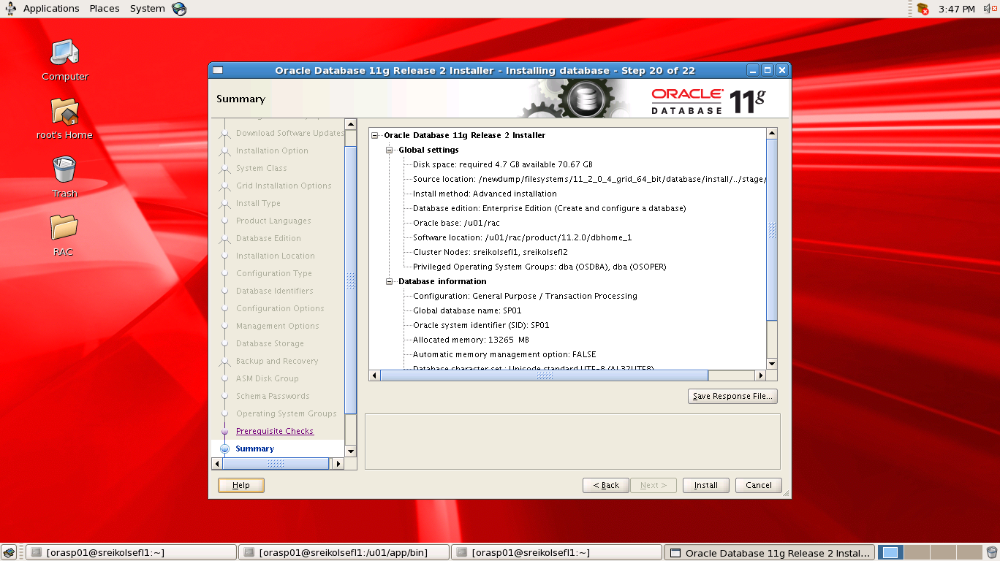 Applications Places System
3:47 PM
Computer
root's Home
Trash
RAC
Oracle Database 11g Release 2 Installer - Installing database - Step 20 of 22
Summary
ORACLE
DATABASE
11g
Download Software Updates
Installation Option
System Class
Grid Installation Options
Install Type
Product Languages
Database Edition
Installation Location
Configuration Type
Database Identifiers
Configuration Options
Management Options
Database Storage
Backup and Recovery
ASM Disk Group
Schema Passwords
Operating System Groups
Prerequisite Checks
Summary
Oracle Database 11g Release 2 Installer
Global settings
Disk space: required 4.7 GB available 70.67 GB
Source location: /newdump/filesystems/11_2_0_4_grid_64_bit/database/install/../stage/
Install method: Advanced installation
Database edition: Enterprise Edition (Create and configure a database)
Oracle base: /u01/rac
Software location: /u01/rac/product/11.2.0/dbhome_1
Cluster Nodes: sreikolsefl1, sreikolsefl2
Privileged Operating System Groups: dba (OSDBA), dba (OSOPER)
Database information
Configuration: General Purpose / Transaction Processing
Global database name: SP01
Oracle system identifier (SID): SP01
Allocated memory: 13265 MB
Automatic memory management option: FALSE
Database character set : Unicode standard UTF-8 (AL32UTF8)
Save Response File...
Help
< Back
Next >
Install
Cancel
[orasp01@sreikolsefl1:~]
[orasp01@sreikolsefl1:/u01/app/bin]
[orasp01@sreikolsefl1:~]
Oracle Database 11g Release 2 Instal...